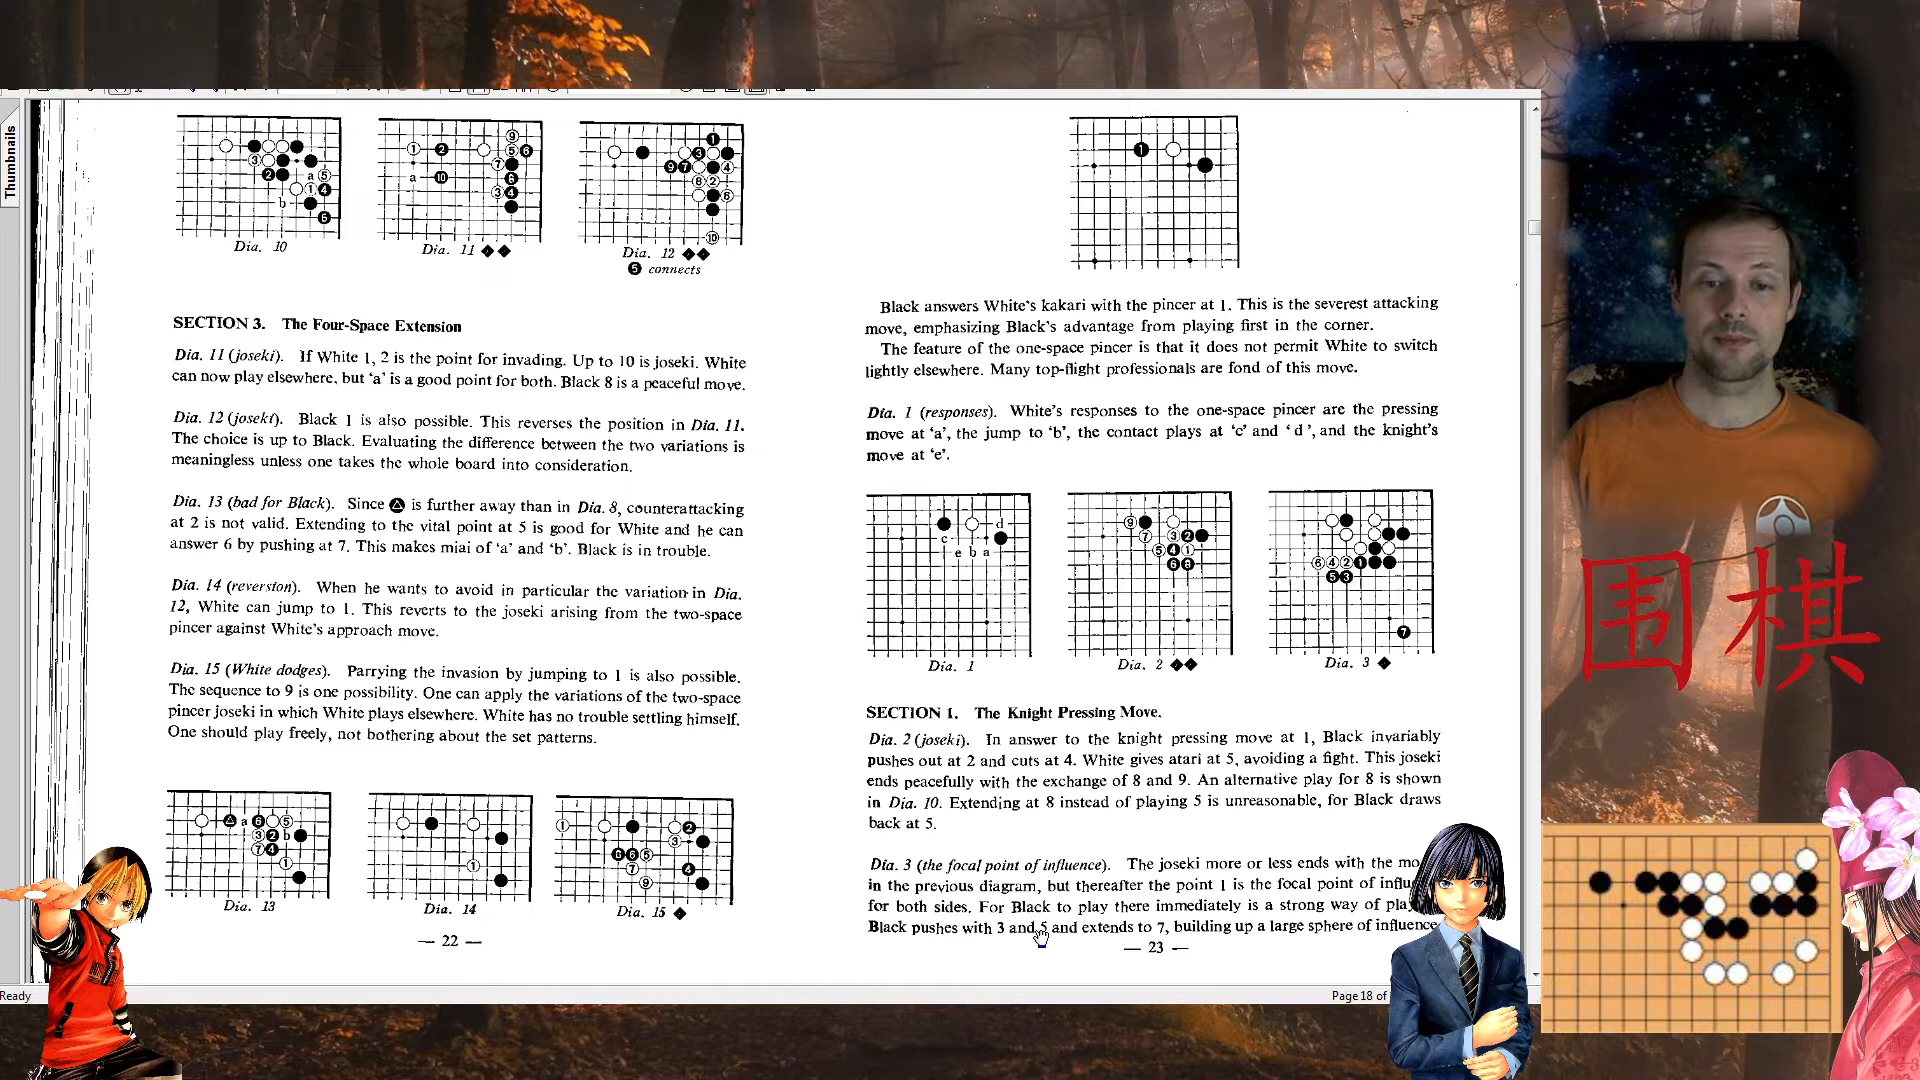 Thumbnails
Dia. 10
Dia. 11
Dia. 12
5 connects
SECTION 3. The Four-Space Extension
Dia. 11 (joseki). If White 1, 2 is the point for invading. Up to 10 is joseki. White
can now play elsewhere, but ‘a’ is a good point for both. Black 8 is a peaceful move.
Dia. 12 (joseki). Black 1 is also possible. This reverses the position in Dia. 11.
The choice is up to Black. Evaluating the difference between the two variations is
meaningless unless one takes the whole board into consideration.
Dia. 13 (bad for Black). Since is further away than in Dia. 8, counterattacking
at 2 is not valid. Extending to the vital point at 5 is good for White and he can
answer 6 by pushing at 7. This makes miai of ‘a’ and ‘b’. Black is in trouble.
Dia. 14 (reversion). When he wants to avoid in particular the variation in Dia.
12, White can jump to 1. This reverts to the joseki arising from the two-space
pincer against White's approach move.
Dia. 15 (White dodges). Parrying the invasion by jumping to 1 is also possible.
The sequence to 9 is one possibility. One can apply the variations of the two-space
pincer joseki in which White plays elsewhere. White has no trouble settling himself.
One should play freely, not bothering about the set patterns.
Dia. 13
Dia. 14
Dia. 15
— 22 —
Black answers White's kakari with the pincer at 1. This is the severest attacking
move, emphasizing Black's advantage from playing first in the corner.
The feature of the one-space pincer is that it does not permit White to switch
lightly elsewhere. Many top-flight professionals are fond of this move.
Dia. 1 (responses). White's responses to the one-space pincer are the pressing
move at ‘a’, the jump to ‘b’, the contact plays at ‘c’ and ‘d’, and the knight's
move at ‘e’.
Dia. 1
Dia. 2
Dia. 3
SECTION 1. The Knight Pressing Move.
Dia. 2 (joseki). In answer to the knight pressing move at 1, Black invariably
pushes out at 2 and cuts at 4. White gives atari at 5, avoiding a fight. This joseki
ends peacefully with the exchange of 8 and 9. An alternative play for 8 is shown
in Dia. 10. Extending at 8 instead of playing 5 is unreasonable, for Black draws
back at 5.
Dia. 3 (the focal point of influence). The joseki more or less ends with the mo
in the previous diagram, but thereafter the point 1 is the focal point of influ
for both sides. For Black to play there immediately is a strong way of pla
Black pushes with 3 and 5 and extends to 7, building up a large sphere of influence
— 23 —
Ready
Page 18 of
围棋